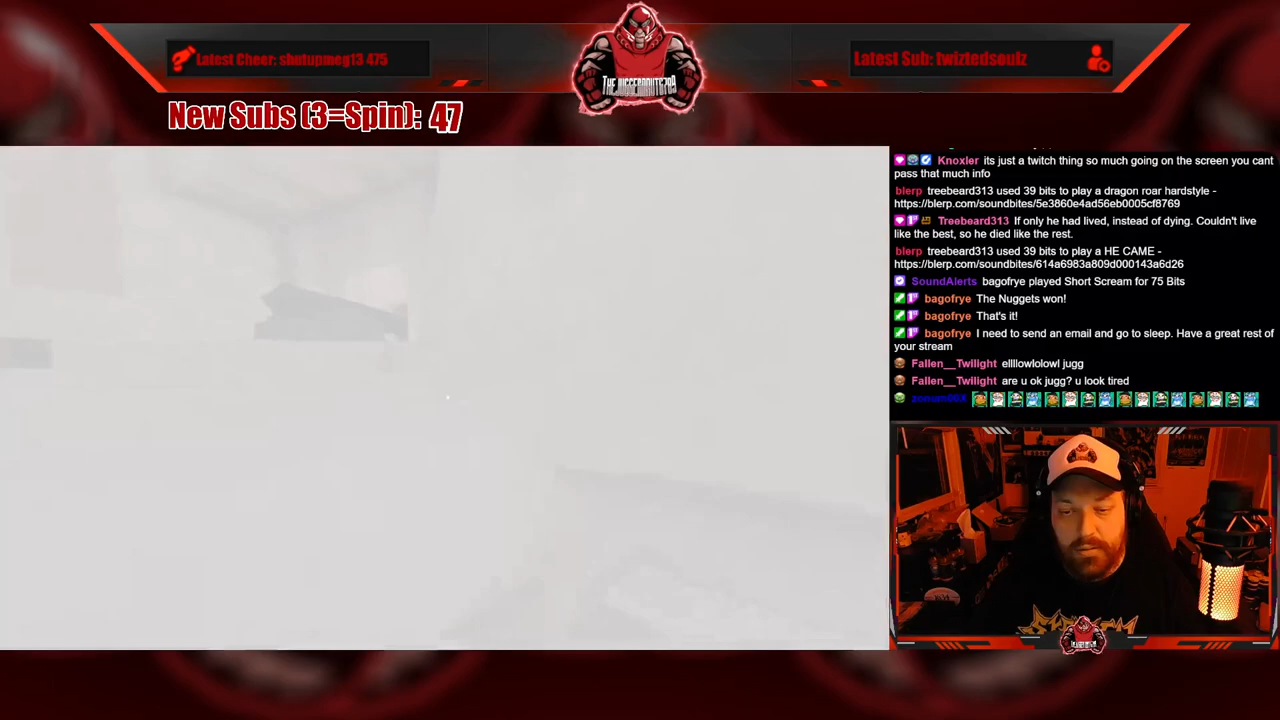 Latest Cheer: shutupmeg13 475
THEJUGGERNAUT6789
Latest Sub: twiztedsoulz
New Subs (3=Spin): 47
Knoxler its just a twitch thing so much going on the screen you cant
pass that much info
blerp treebeard313 used 39 bits to play a dragon roar hardstyle -
https://blerp.com/soundbites/5e3860e4ad56eb0005cf8769
Treebeard313 If only he had lived, instead of dying. Couldn't live
like the best, so he died like the rest.
blerp treebeard313 used 39 bits to play a HE CAME -
https://blerp.com/soundbites/614a6983a809d000143a6d26
SoundAlerts bagofrye played Short Scream for 75 Bits
bagofrye The Nuggets won!
bagofrye That's it!
bagofrye I need to send an email and go to sleep. Have a great rest of
your stream
Fallen__Twilight ellllowlolowl jugg
Fallen__Twilight are u ok jugg? u look tired